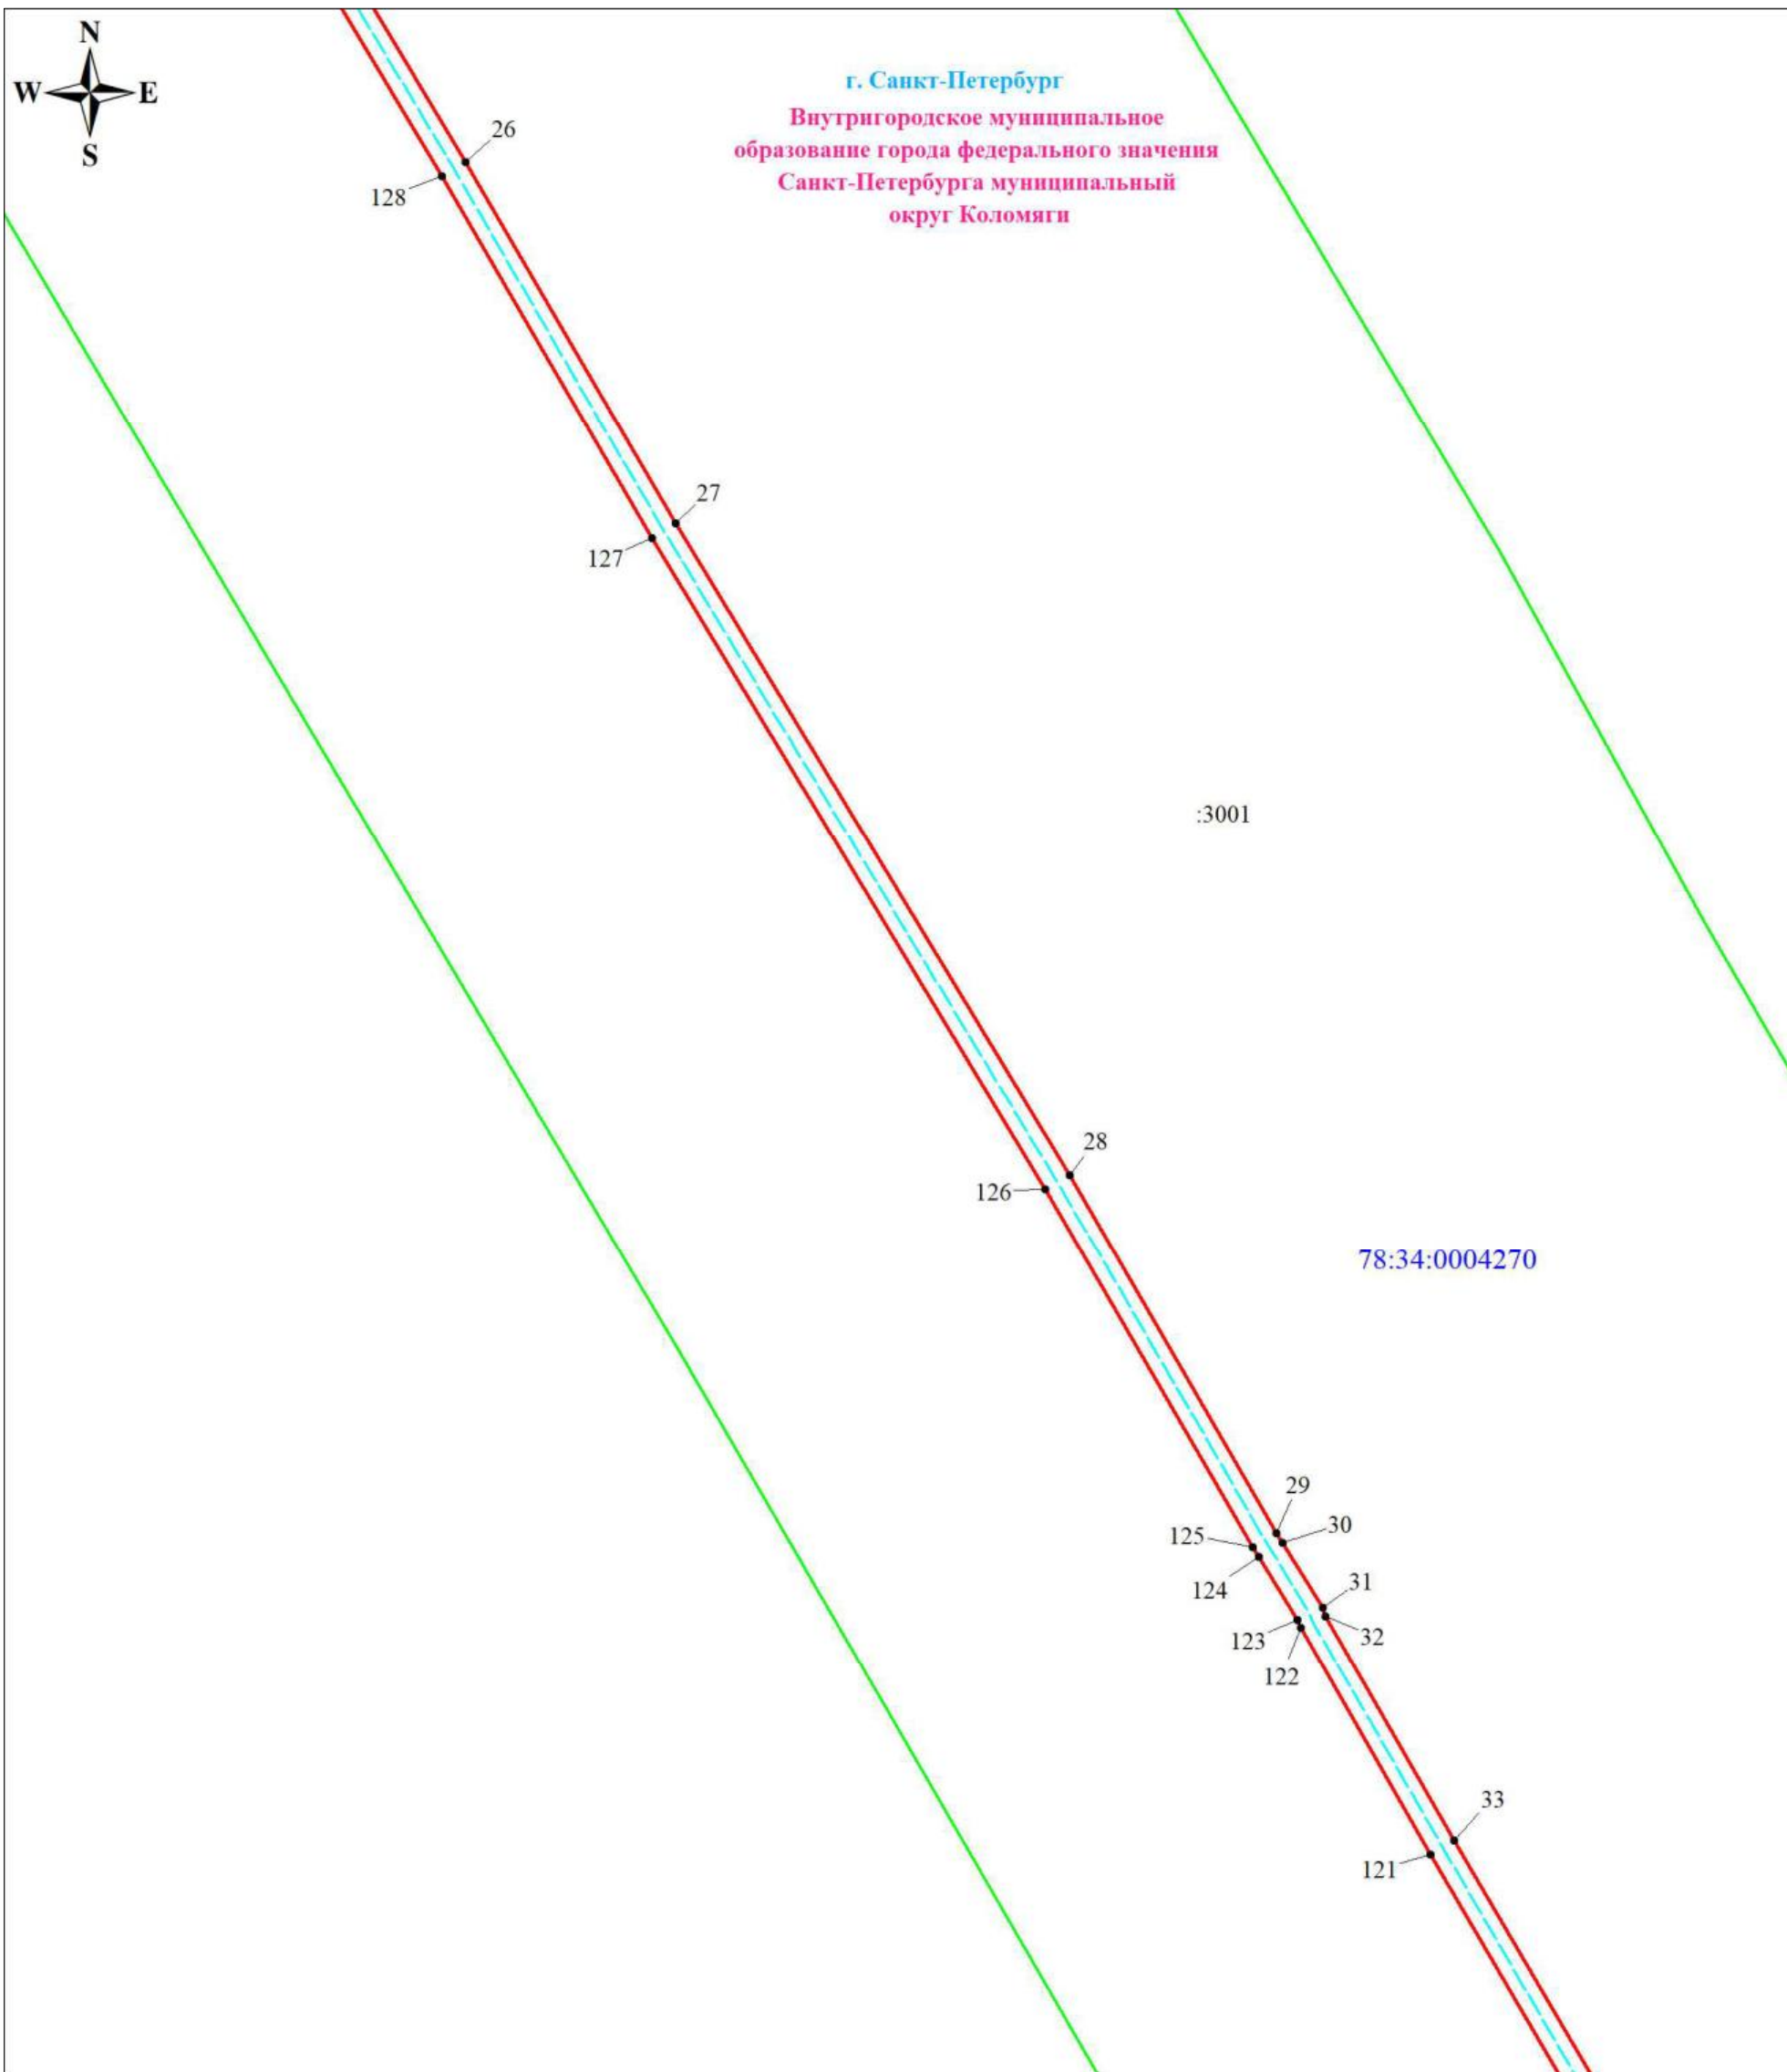 N
W E
S
г. Санкт-Петербург
Внутригородское муниципальное
образование города федерального значения
Санкт-Петербурга муниципальный
округ Коломяги
26
128
27
127
:3001
28
126
78:34:0004270
29
30
125
31
124
32
123
122
33
121